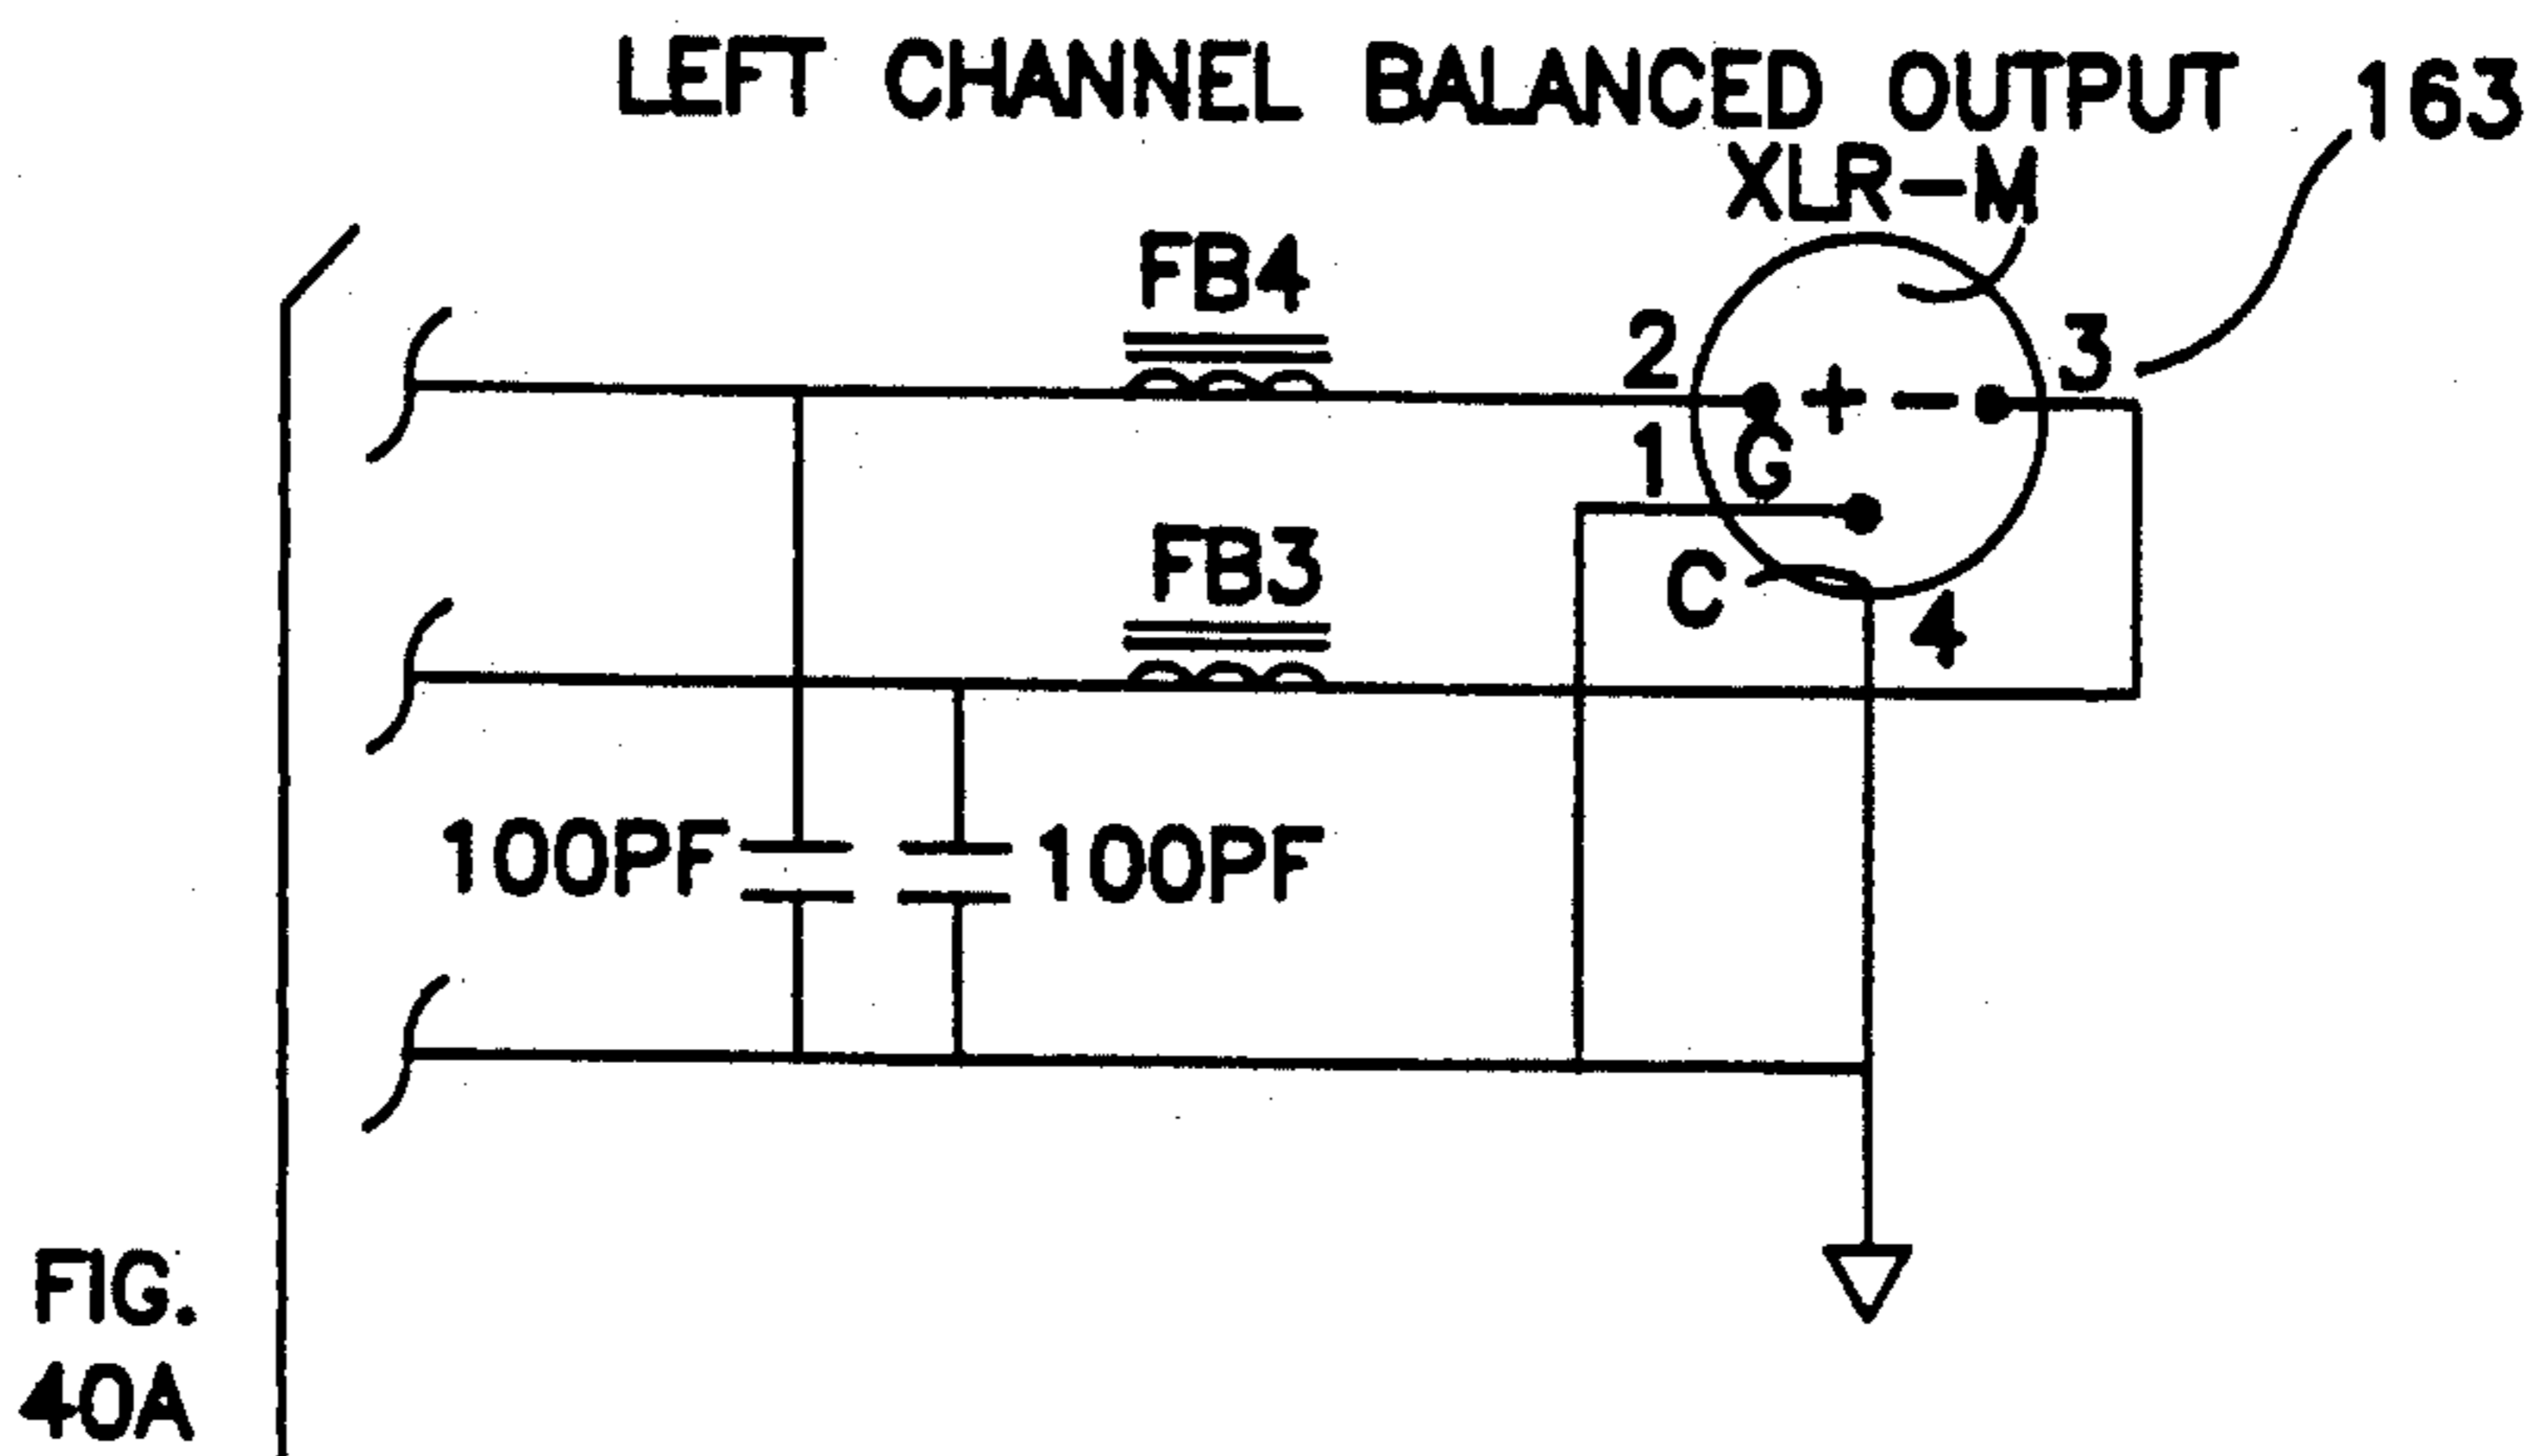 LEFT CHANNEL BALANCED OUTPUT 163
XLR-M
FB4
2 + - 3
1 G
FB3
C
4
100PF 100PF
FIG.
40A